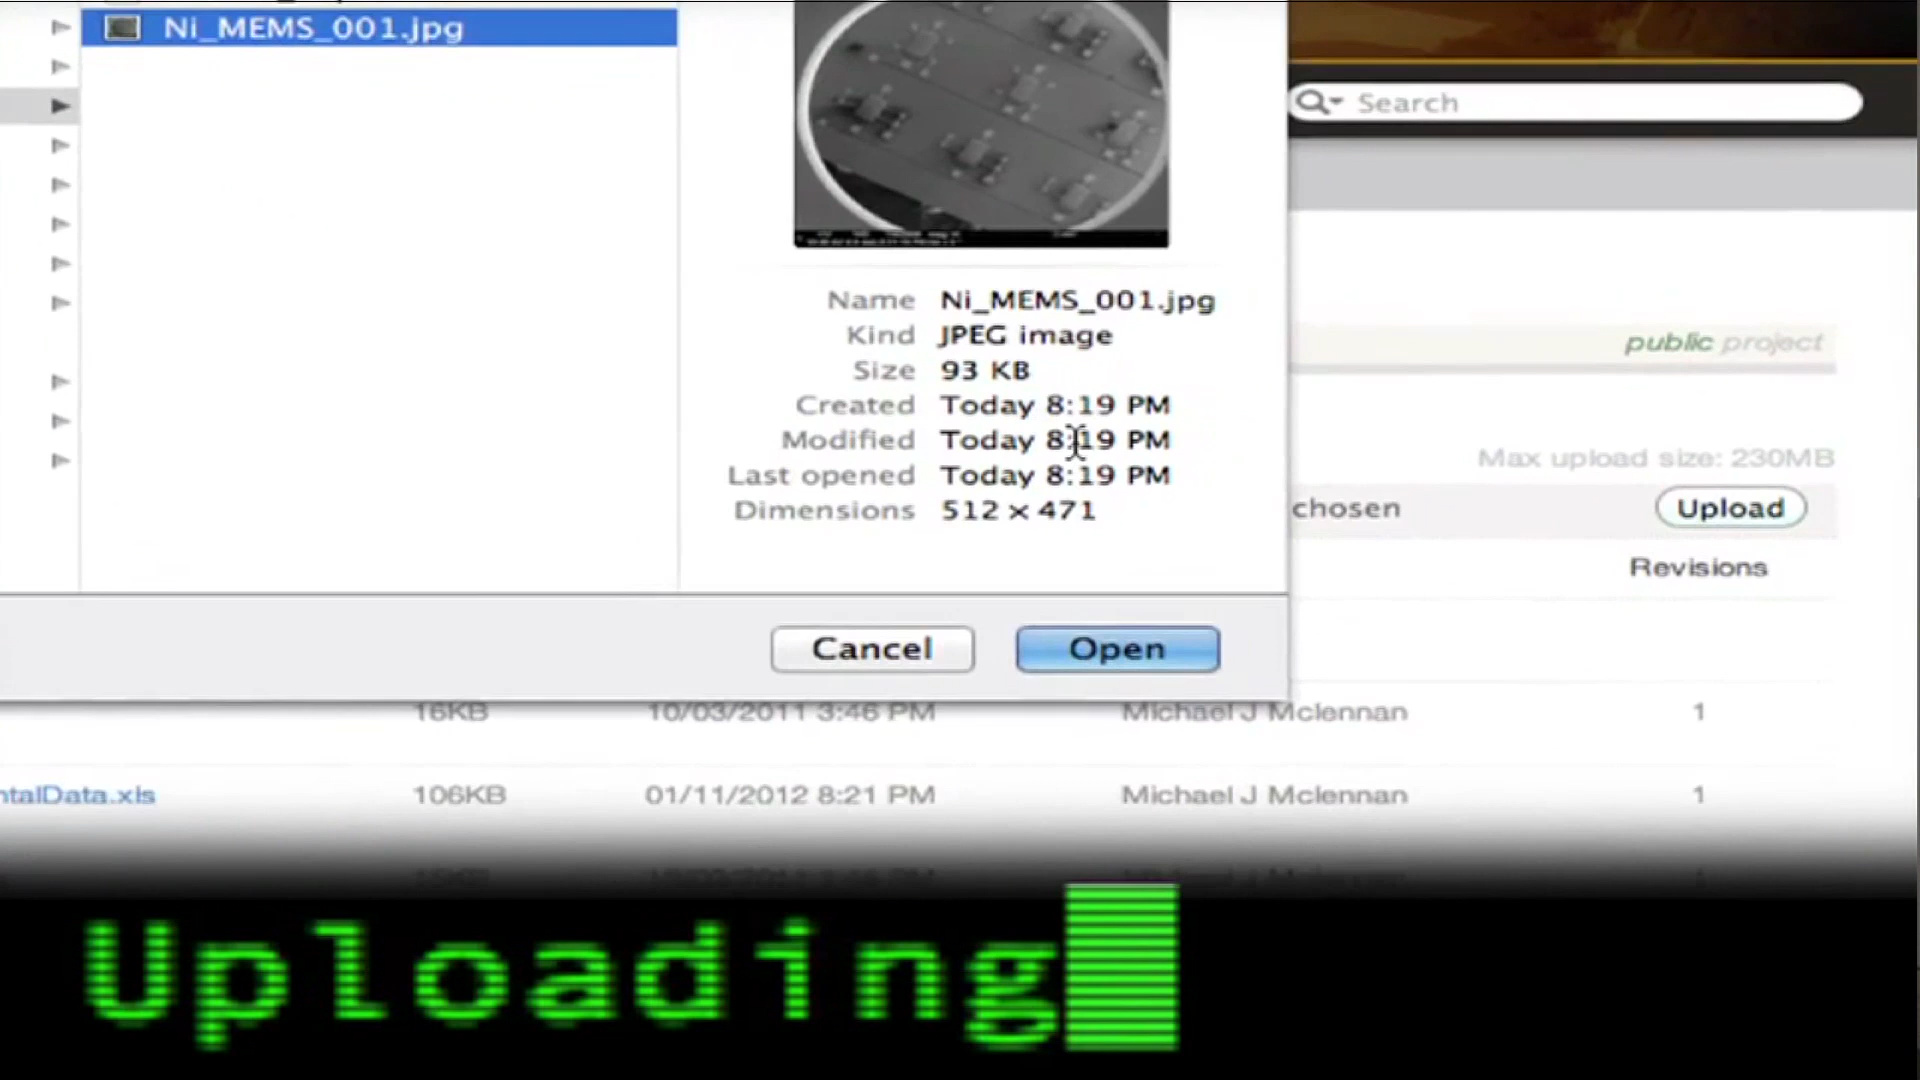 Ni_MEMS_001.jpg
Search
Name Ni_MEMS_001.jpg
Kind JPEG image
public project
Size 93 KB
Created Today 8:19 PM
Modified Today 8:19 PM
Max upload size: 230MB
Last opened Today 8:19 PM
Dimensions 512 × 471
chosen Upload
Revisions
Cancel Open
16KB 10/03/2011 3:46 PM Michael J Mclennan 1
ntalData.xls 106KB 01/11/2012 8:21 PM Michael J Mclennan 1
Uploading